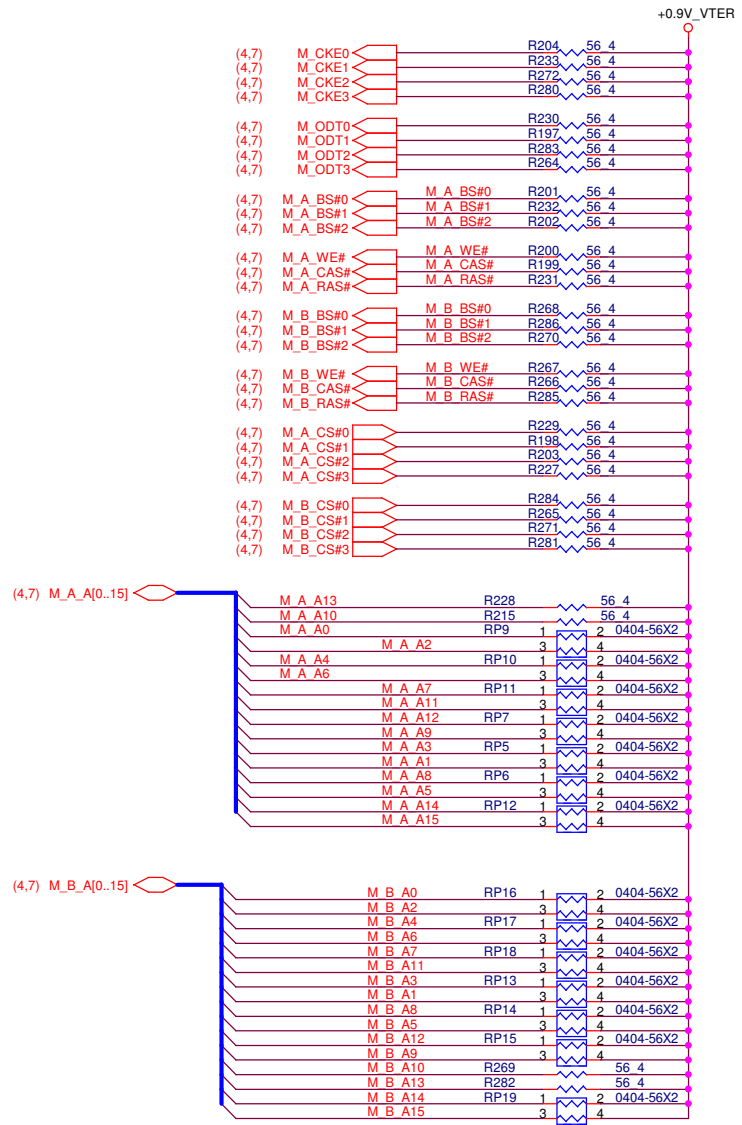 +0.9V_VTER
(4,7) M_CKE0 R204 56_4
(4,7) M_CKE1 R233 56_4
(4,7) M_CKE2 R272 56_4
(4,7) M_CKE3 R280 56_4
(4,7) M_ODT0 R230 56_4
(4,7) M_ODT1 R197 56_4
(4,7) M_ODT2 R283 56_4
(4,7) M_ODT3 R264 56_4
(4,7) M_A_BS#0 M_A_BS#0 R201 56_4
(4,7) M_A_BS#1 M_A_BS#1 R232 56_4
(4,7) M_A_BS#2 M_A_BS#2 R202 56_4
(4,7) M_A_WE# M_A_WE# R200 56_4
(4,7) M_A_CAS# M_A_CAS# R199 56_4
(4,7) M_A_RAS# M_A_RAS# R231 56_4
(4,7) M_B_BS#0 M_B_BS#0 R268 56_4
(4,7) M_B_BS#1 M_B_BS#1 R286 56_4
(4,7) M_B_BS#2 M_B_BS#2 R270 56_4
(4,7) M_B_WE# M_B_WE# R267 56_4
(4,7) M_B_CAS# M_B_CAS# R266 56_4
(4,7) M_B_RAS# M_B_RAS# R285 56_4
(4,7) M_A_CS#0 R229 56_4
(4,7) M_A_CS#1 R198 56_4
(4,7) M_A_CS#2 R203 56_4
(4,7) M_A_CS#3 R227 56_4
(4,7) M_B_CS#0 R284 56_4
(4,7) M_B_CS#1 R265 56_4
(4,7) M_B_CS#2 R271 56_4
(4,7) M_B_CS#3 R281 56_4
(4,7) M_A_A[0..15]
M_A_A13 R228 56_4
M_A_A10 R215 56_4
M_A_A0 RP9 1 2 0404-56X2
M_A_A2 3 4
M_A_A4 RP10 1 2 0404-56X2
M_A_A6 3 4
M_A_A7 RP11 1 2 0404-56X2
M_A_A11 3 4
M_A_A12 RP7 1 2 0404-56X2
M_A_A9 3 4
M_A_A3 RP5 1 2 0404-56X2
M_A_A1 3 4
M_A_A8 RP6 1 2 0404-56X2
M_A_A5 3 4
M_A_A14 RP12 1 2 0404-56X2
M_A_A15 3 4
(4,7) M_B_A[0..15]
M_B_A0 RP16 1 2 0404-56X2
M_B_A2 3 4
M_B_A4 RP17 1 2 0404-56X2
M_B_A6 3 4
M_B_A7 RP18 1 2 0404-56X2
M_B_A11 3 4
M_B_A3 RP13 1 2 0404-56X2
M_B_A1 3 4
M_B_A8 RP14 1 2 0404-56X2
M_B_A5 3 4
M_B_A12 RP15 1 2 0404-56X2
M_B_A9 3 4
M_B_A10 R269 56_4
M_B_A13 R282 56_4
M_B_A14 RP19 1 2 0404-56X2
M_B_A15 3 4